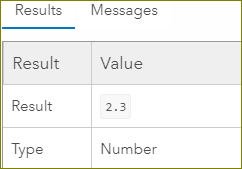 Results Messages
Result Value
Result 2.3
Type Number